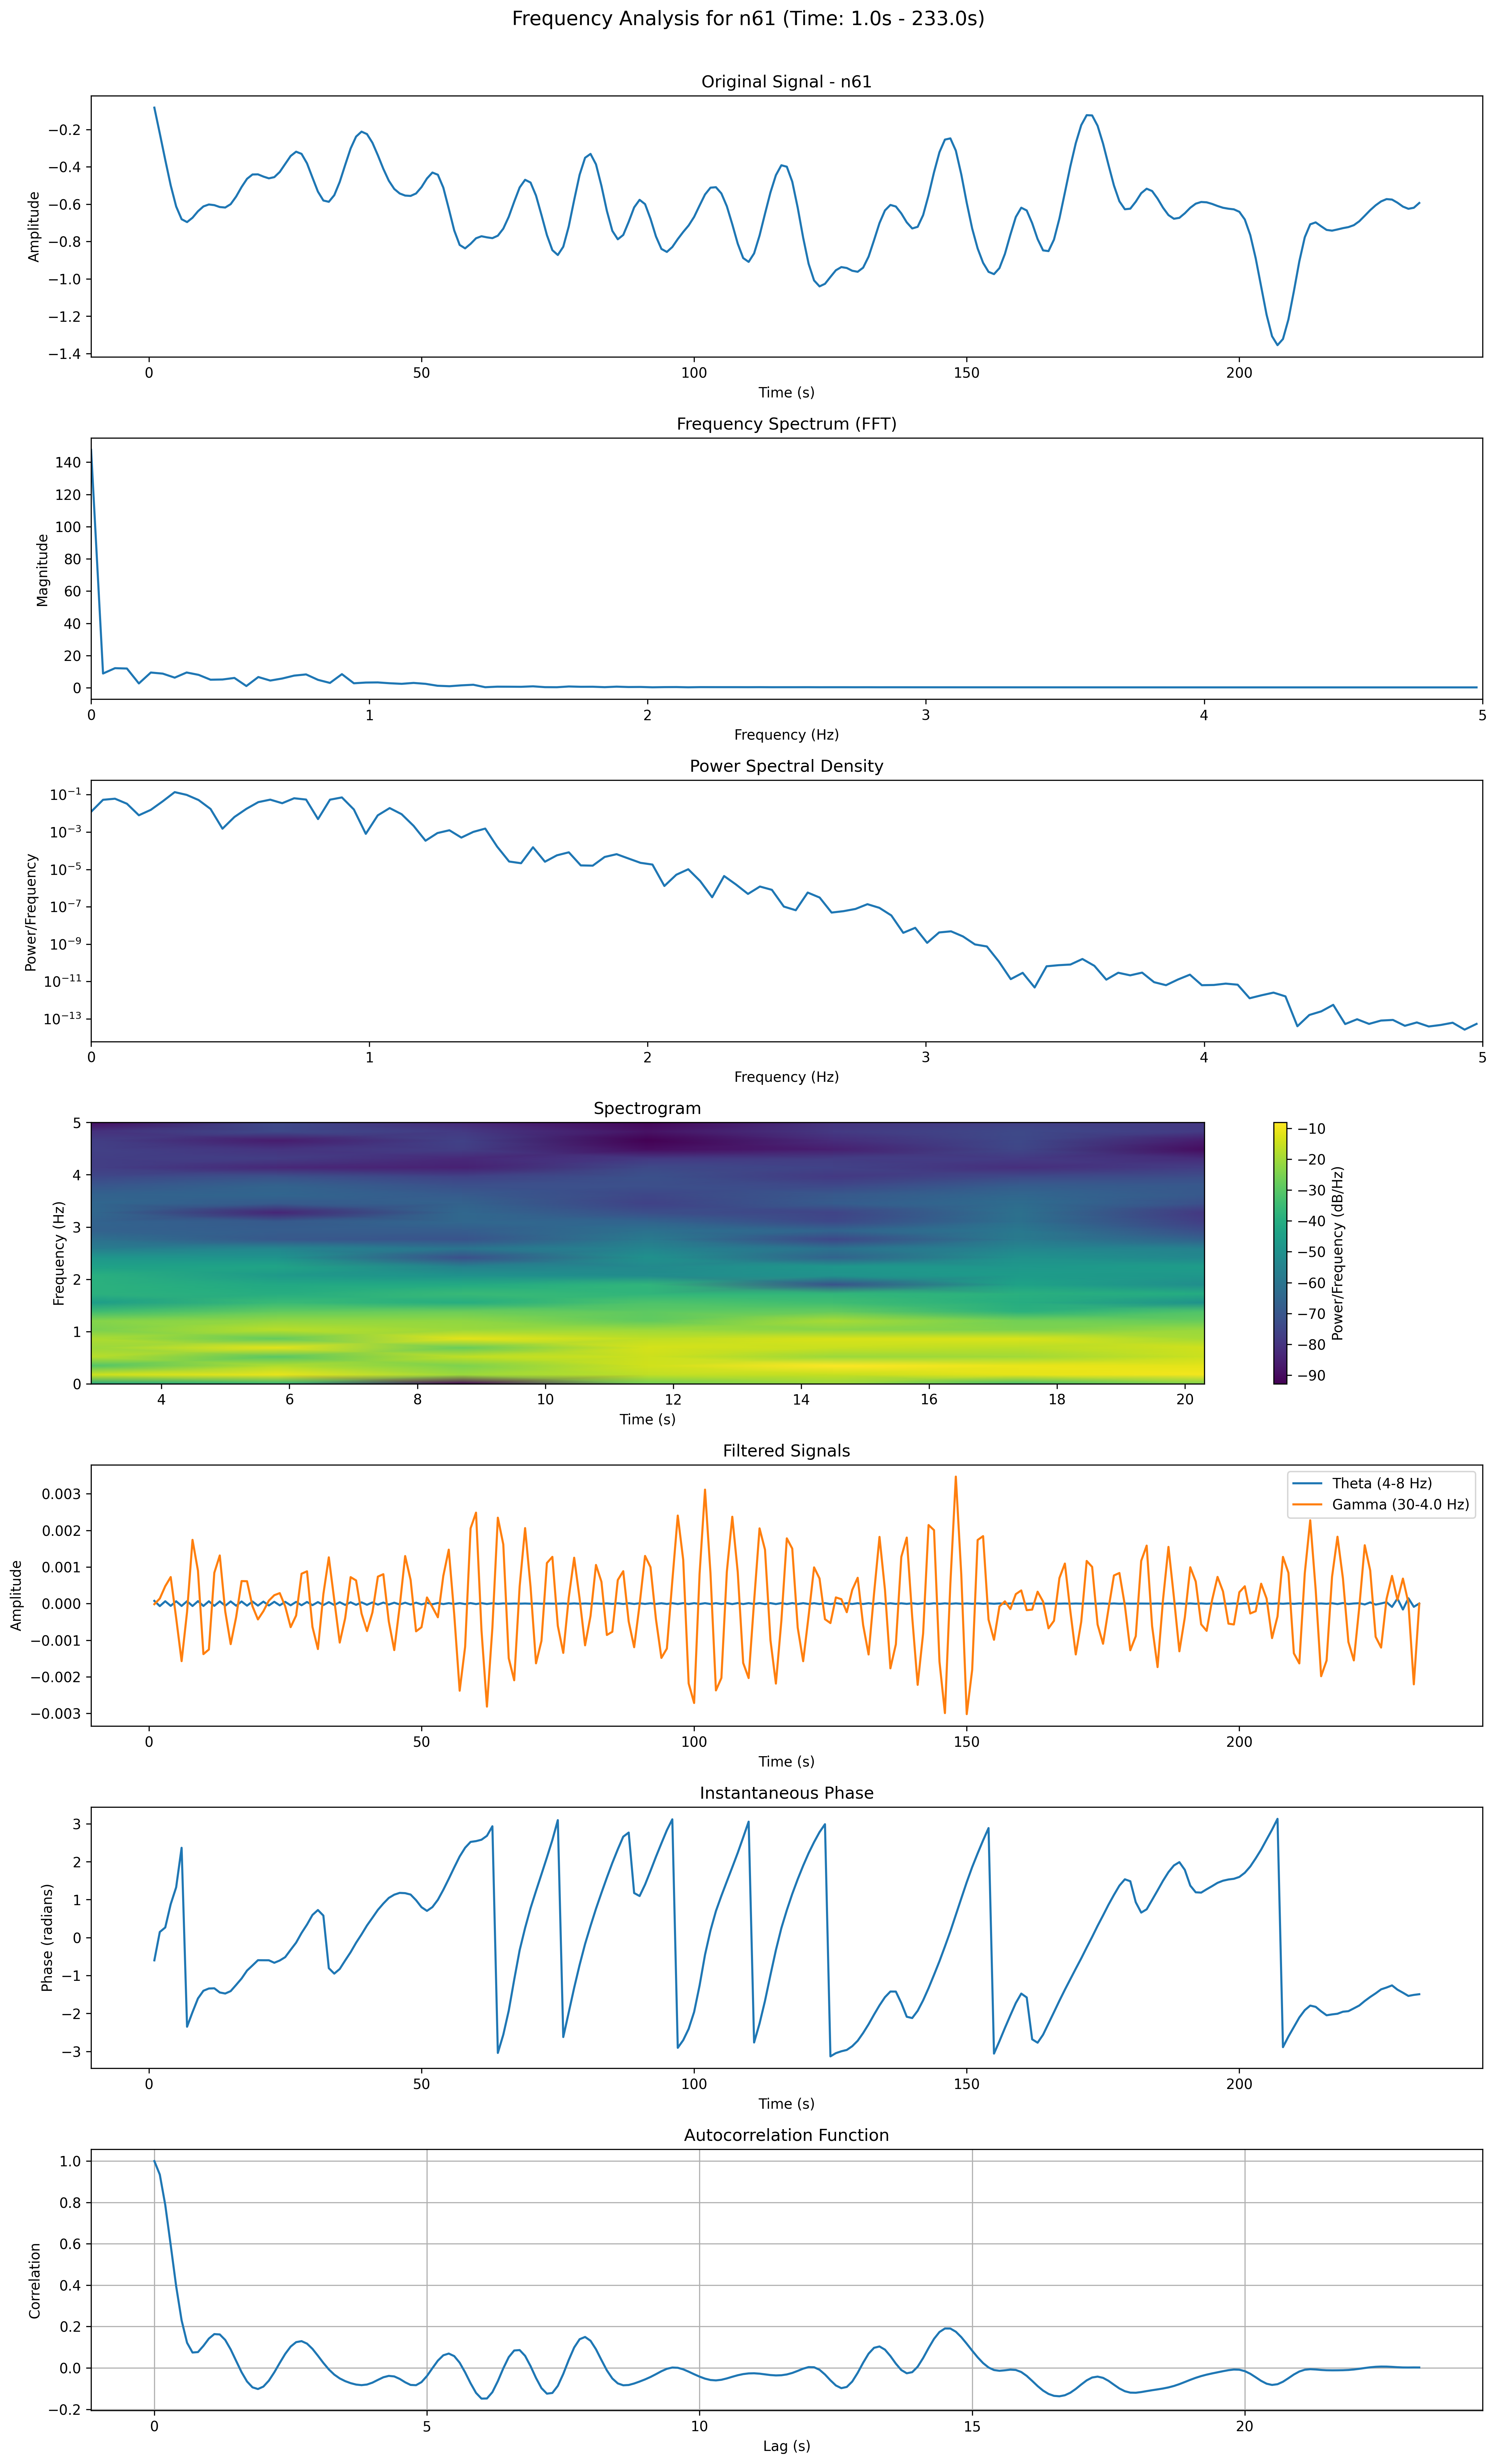 Frequency Analysis for n61 (Time: 1.0s - 233.0s)
Original Signal - n61
Amplitude
−0.2
−0.4
−0.6
−0.8
−1.0
−1.2
−1.4
0 50 100 150 200
Time (s)
Frequency Spectrum (FFT)
Magnitude
140
120
100
80
60
40
20
0
0 1 2 3 4 5
Frequency (Hz)
Power Spectral Density
Power/Frequency
10⁻¹
10⁻³
10⁻⁵
10⁻⁷
10⁻⁹
10⁻¹¹
10⁻¹³
0 1 2 3 4 5
Frequency (Hz)
Spectrogram
Frequency (Hz)
5
4
3
2
1
0
4 6 8 10 12 14 16 18 20
Time (s)
−10
−20
−30
−40
−50
−60
−70
−80
−90
Power/Frequency (dB/Hz)
Filtered Signals
Amplitude
0.003
0.002
0.001
0.000
−0.001
−0.002
−0.003
Theta (4-8 Hz)
Gamma (30-4.0 Hz)
0 50 100 150 200
Time (s)
Instantaneous Phase
Phase (radians)
3
2
1
0
−1
−2
−3
0 50 100 150 200
Time (s)
Autocorrelation Function
Correlation
1.0
0.8
0.6
0.4
0.2
0.0
−0.2
0 5 10 15 20
Lag (s)